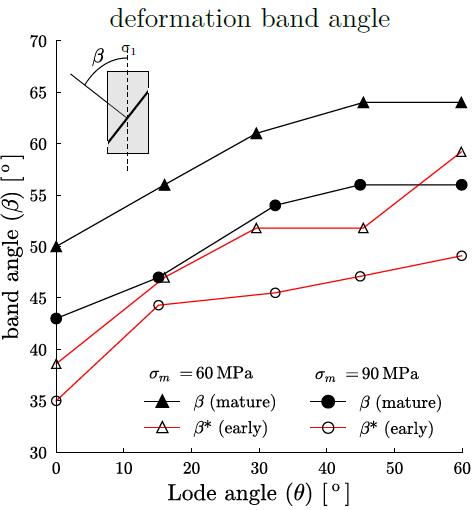 deformation band angle
σ₁
β
70
65
60
55
50
45
40
35
30
band angle (β) [°]
σₘ = 60 MPa
σₘ = 90 MPa
β (mature)
β (mature)
β* (early)
β* (early)
0 10 20 30 40 50 60
Lode angle (θ) [°]